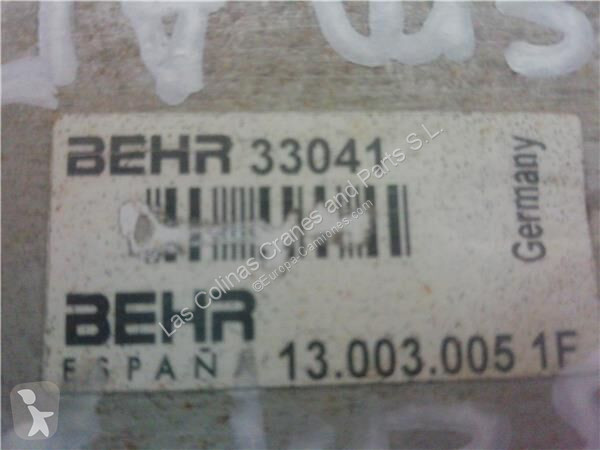 BEHR 33041
Germany
BEHR
ESPAÑA 13.003.005 1F
Las Colinas Cranes and Parts S.L.
©Europa-Camiones.com